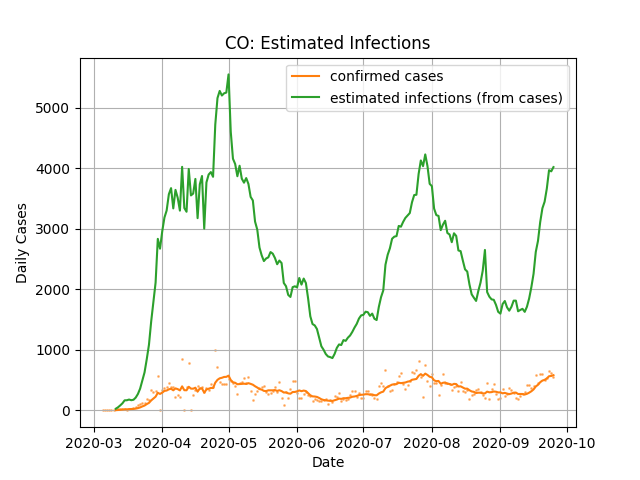 CO: Estimated Infections
confirmed cases
estimated infections (from cases)
Daily Cases
5000
4000
3000
2000
1000
0
2020-03 2020-04 2020-05 2020-06 2020-07 2020-08 2020-09 2020-10
Date